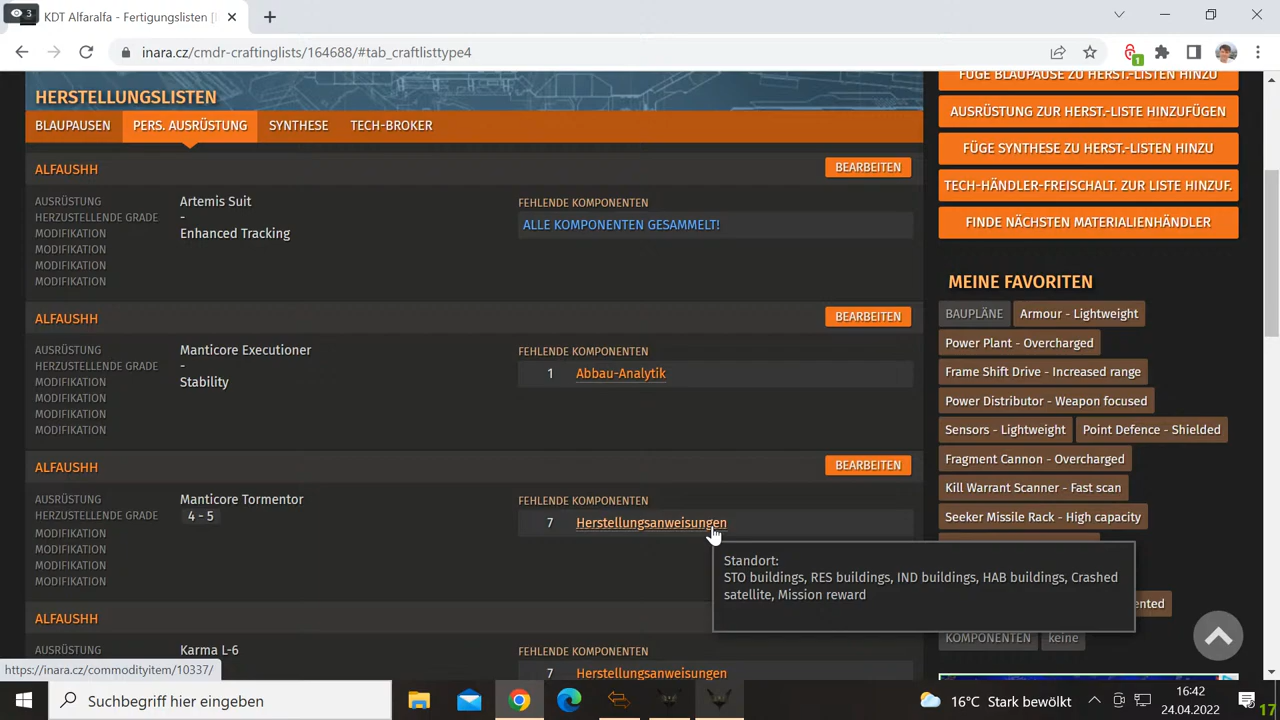 3
KDT Alfaralfa - Fertigungslisten [
inara.cz/cmdr-craftinglists/164688/#tab_craftlisttype4
1
HERSTELLUNGSLISTEN
BLAUPAUSEN PERS. AUSRÜSTUNG SYNTHESE TECH-BROKER
ALFAUSHH BEARBEITEN
AUSRÜSTUNG Artemis Suit
HERZUSTELLENDE GRADE -
MODIFIKATION Enhanced Tracking
MODIFIKATION
MODIFIKATION
MODIFIKATION
FEHLENDE KOMPONENTEN
ALLE KOMPONENTEN GESAMMELT!
ALFAUSHH BEARBEITEN
AUSRÜSTUNG Manticore Executioner
HERZUSTELLENDE GRADE -
MODIFIKATION Stability
MODIFIKATION
MODIFIKATION
MODIFIKATION
FEHLENDE KOMPONENTEN
1 Abbau-Analytik
ALFAUSHH BEARBEITEN
AUSRÜSTUNG Manticore Tormentor
HERZUSTELLENDE GRADE 4 - 5
MODIFIKATION
MODIFIKATION
MODIFIKATION
MODIFIKATION
FEHLENDE KOMPONENTEN
7 Herstellungsanweisungen
Standort:
STO buildings, RES buildings, IND buildings, HAB buildings, Crashed
satellite, Mission reward
ALFAUSHH
AUSRÜSTUNG Karma L-6
FEHLENDE KOMPONENTEN
7 Herstellungsanweisungen
FÜGE BLAUPAUSE ZU HERST.-LISTEN HINZU
AUSRÜSTUNG ZUR HERST.-LISTE HINZUFÜGEN
FÜGE SYNTHESE ZU HERST.-LISTEN HINZU
TECH-HÄNDLER-FREISCHALT. ZUR LISTE HINZUF.
FINDE NÄCHSTEN MATERIALIENHÄNDLER
MEINE FAVORITEN
BAUPLÄNE Armour - Lightweight
Power Plant - Overcharged
Frame Shift Drive - Increased range
Power Distributor - Weapon focused
Sensors - Lightweight Point Defence - Shielded
Fragment Cannon - Overcharged
Kill Warrant Scanner - Fast scan
Seeker Missile Rack - High capacity
ented
KOMPONENTEN keine
https://inara.cz/commodityitem/10337/
Suchbegriff hier eingeben
16°C Stark bewölkt
16:42
24.04.2022
17